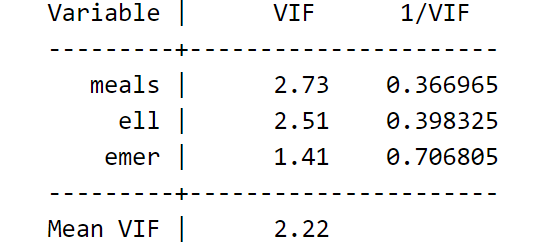 Variable |       VIF       1/VIF
---------+----------------------
   meals |      2.73    0.366965
     ell |      2.51    0.398325
    emer |      1.41    0.706805
---------+----------------------
Mean VIF |      2.22